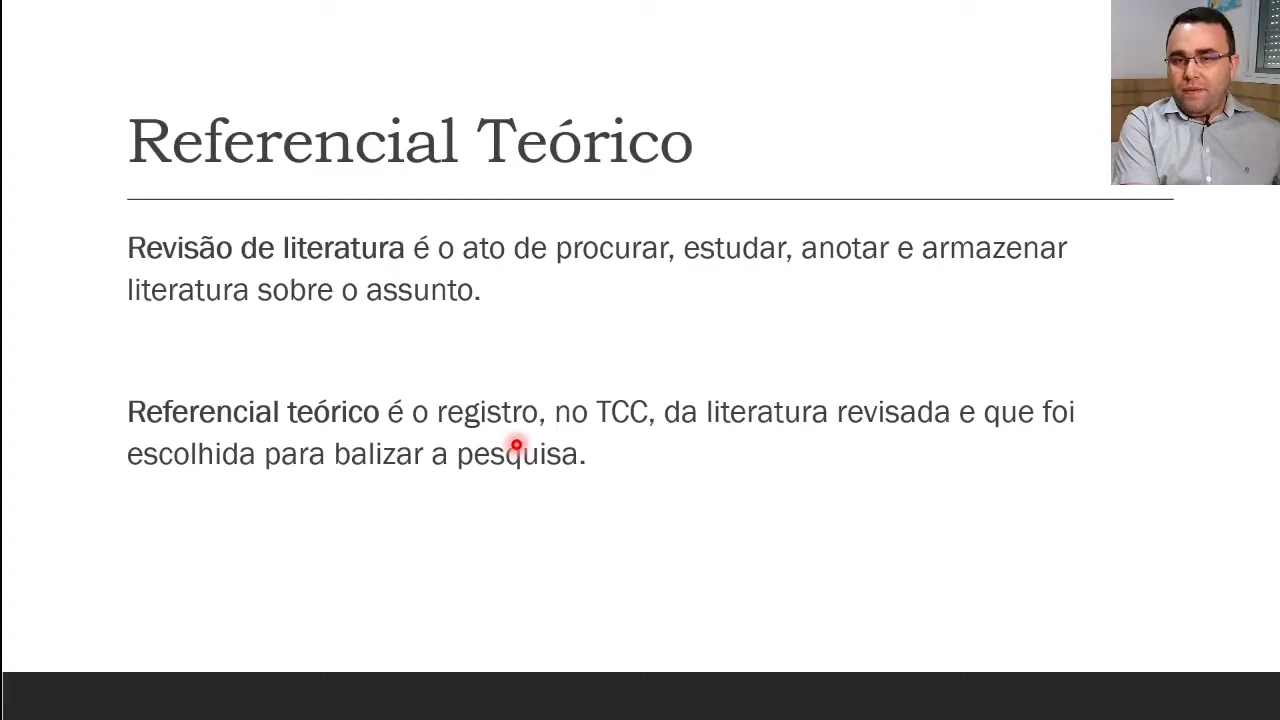 Referencial Teórico
Revisão de literatura é o ato de procurar, estudar, anotar e armazenar
literatura sobre o assunto.
Referencial teórico é o registro, no TCC, da literatura revisada e que foi
escolhida para balizar a pesquisa.